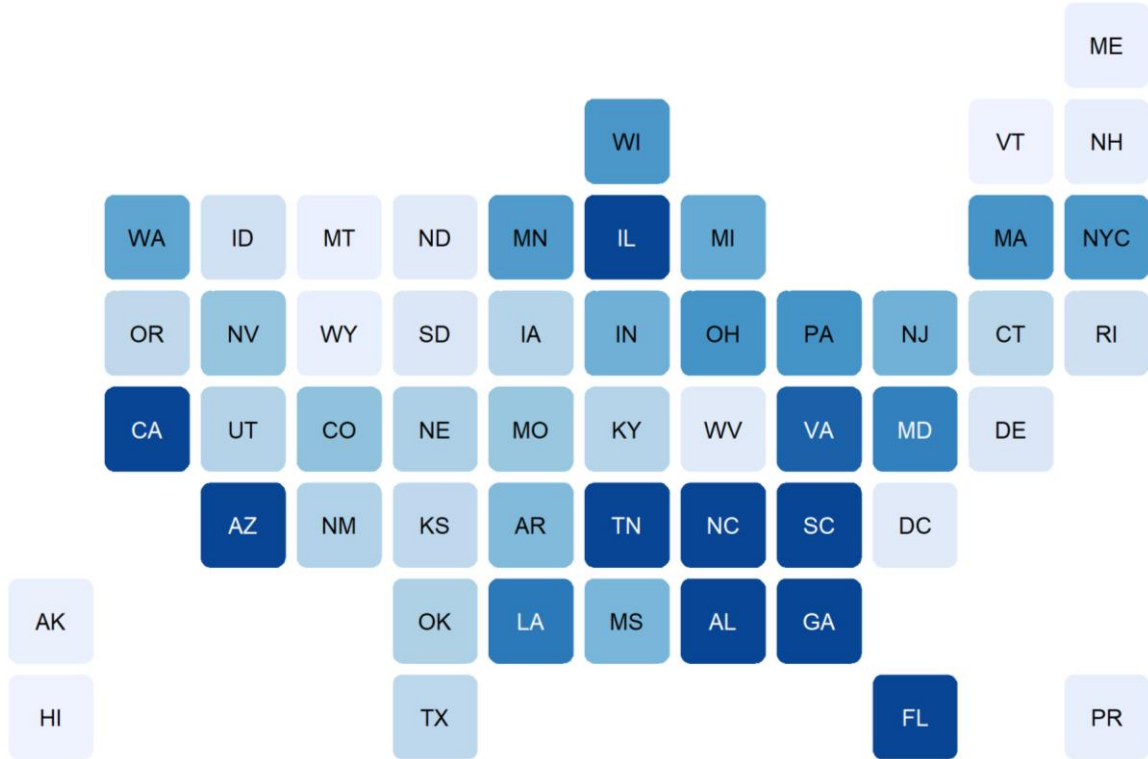 ME
WI VT NH
WA ID MT ND MN IL MI MA NYC
OR NV WY SD IA IN OH PA NJ CT RI
CA UT CO NE MO KY WV VA MD DE
AZ NM KS AR TN NC SC DC
AK OK LA MS AL GA
HI TX FL PR